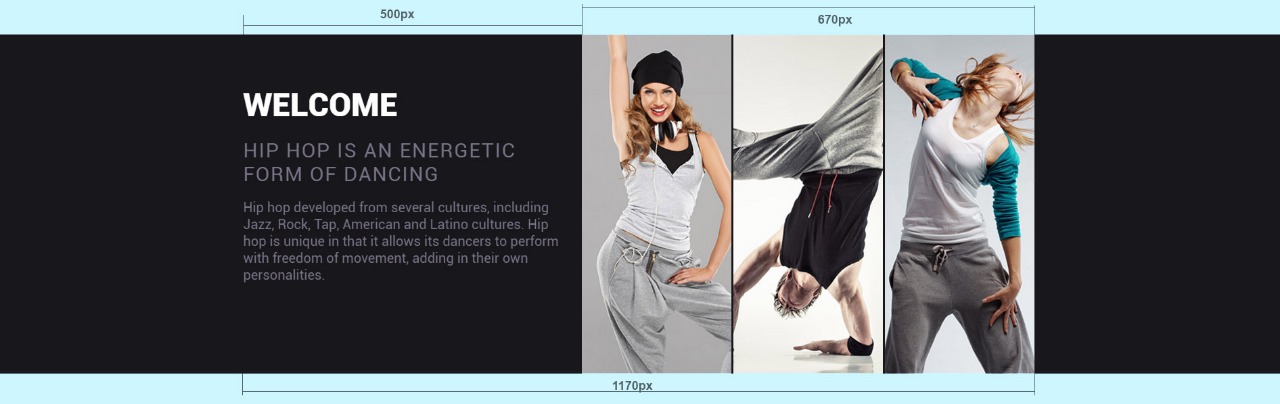 500px
670px
WELCOME
HIP HOP IS AN ENERGETIC
FORM OF DANCING
Hip hop developed from several cultures, including
Jazz, Rock, Tap, American and Latino cultures. Hip
hop is unique in that it allows its dancers to perform
with freedom of movement, adding in their own
personalities.
1170px